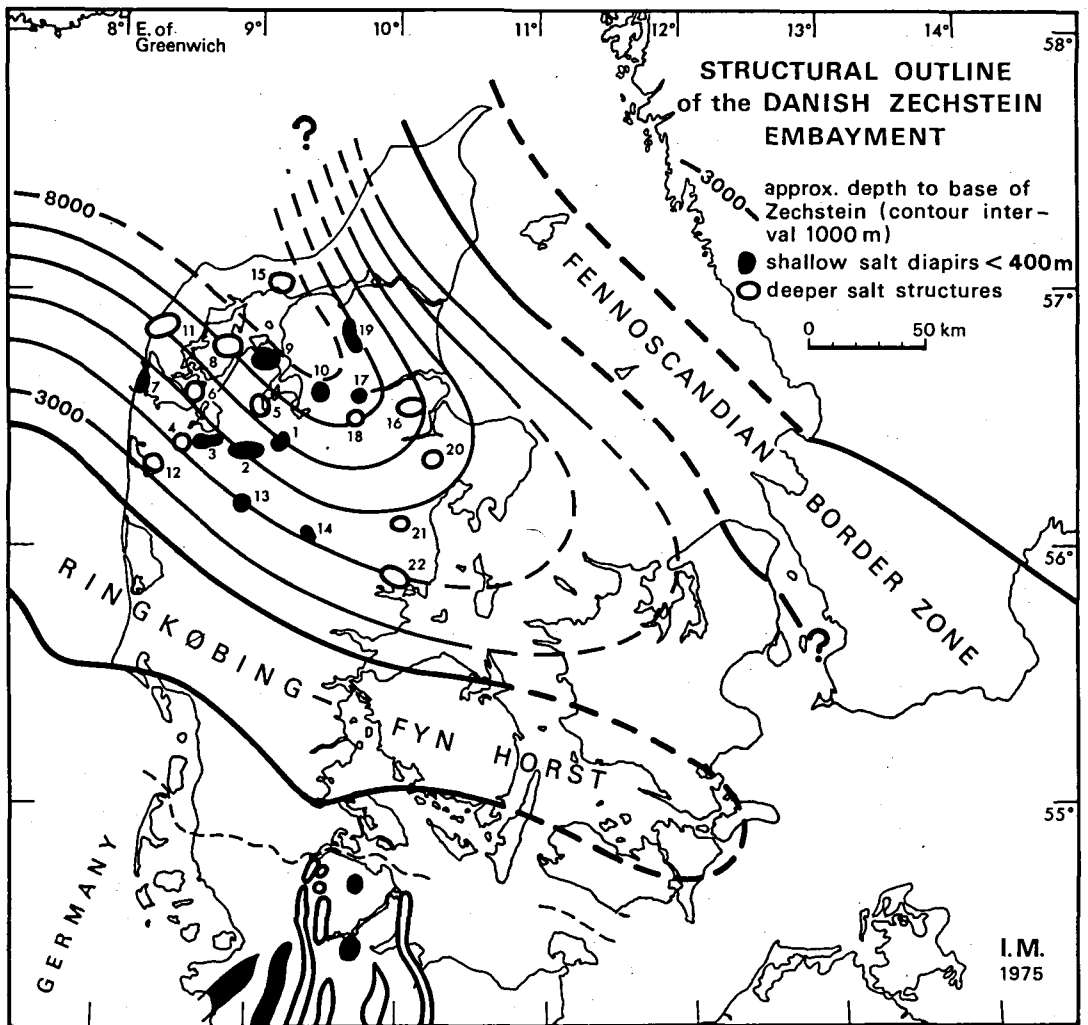 8° E. of
Greenwich
9°
10°
11°
12°
13°
14°
58°
STRUCTURAL OUTLINE
of the DANISH ZECHSTEIN
EMBAYMENT
3000
approx. depth to base of
Zechstein (contour inter-
val 1000 m)
shallow salt diapirs < 400m
deeper salt structures
0 50 km
?
8000
3000
57°
56°
55°
15
11
8
9
19
10
17
7
6
5
18
16
4
3
2
1
20
12
13
14
21
22
FENNOSCANDIAN BORDER ZONE
?
RINGKØBING-FYN HORST
GERMANY
I.M.
1975